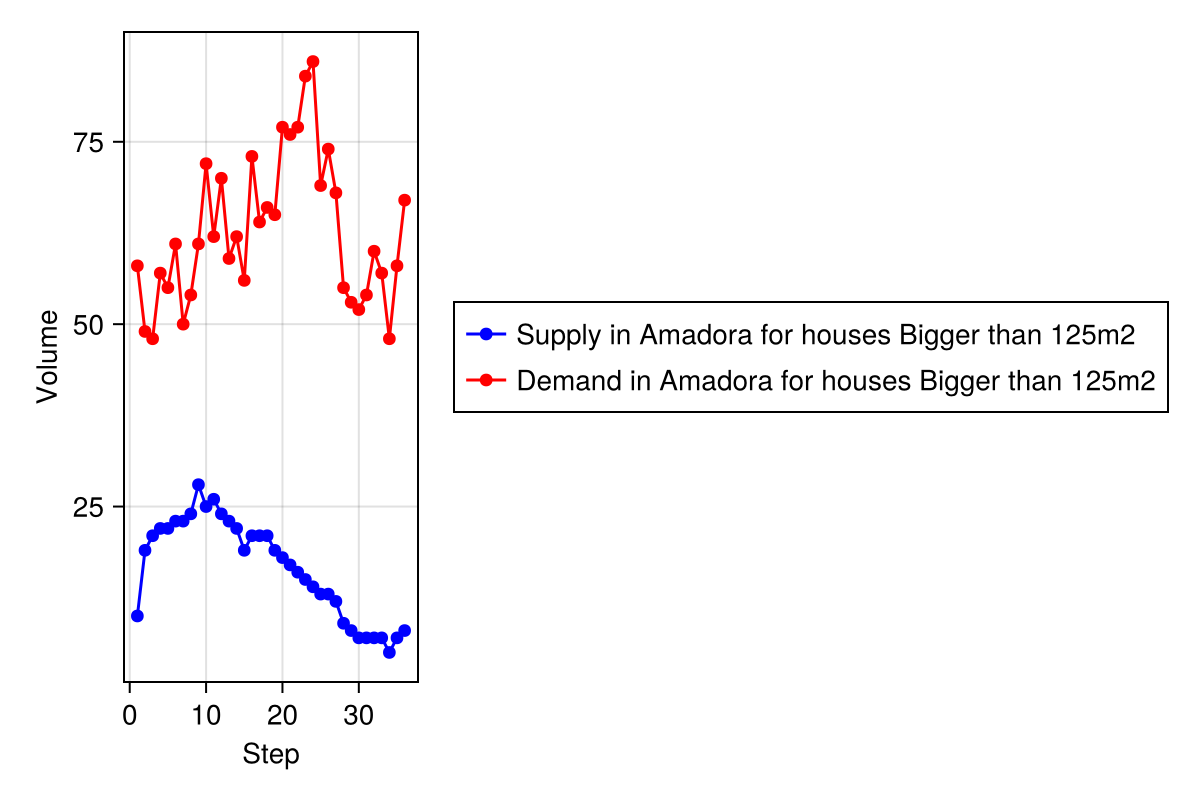 75
50
25
Volume
0 10 20 30
Step
Supply in Amadora for houses Bigger than 125m2
Demand in Amadora for houses Bigger than 125m2